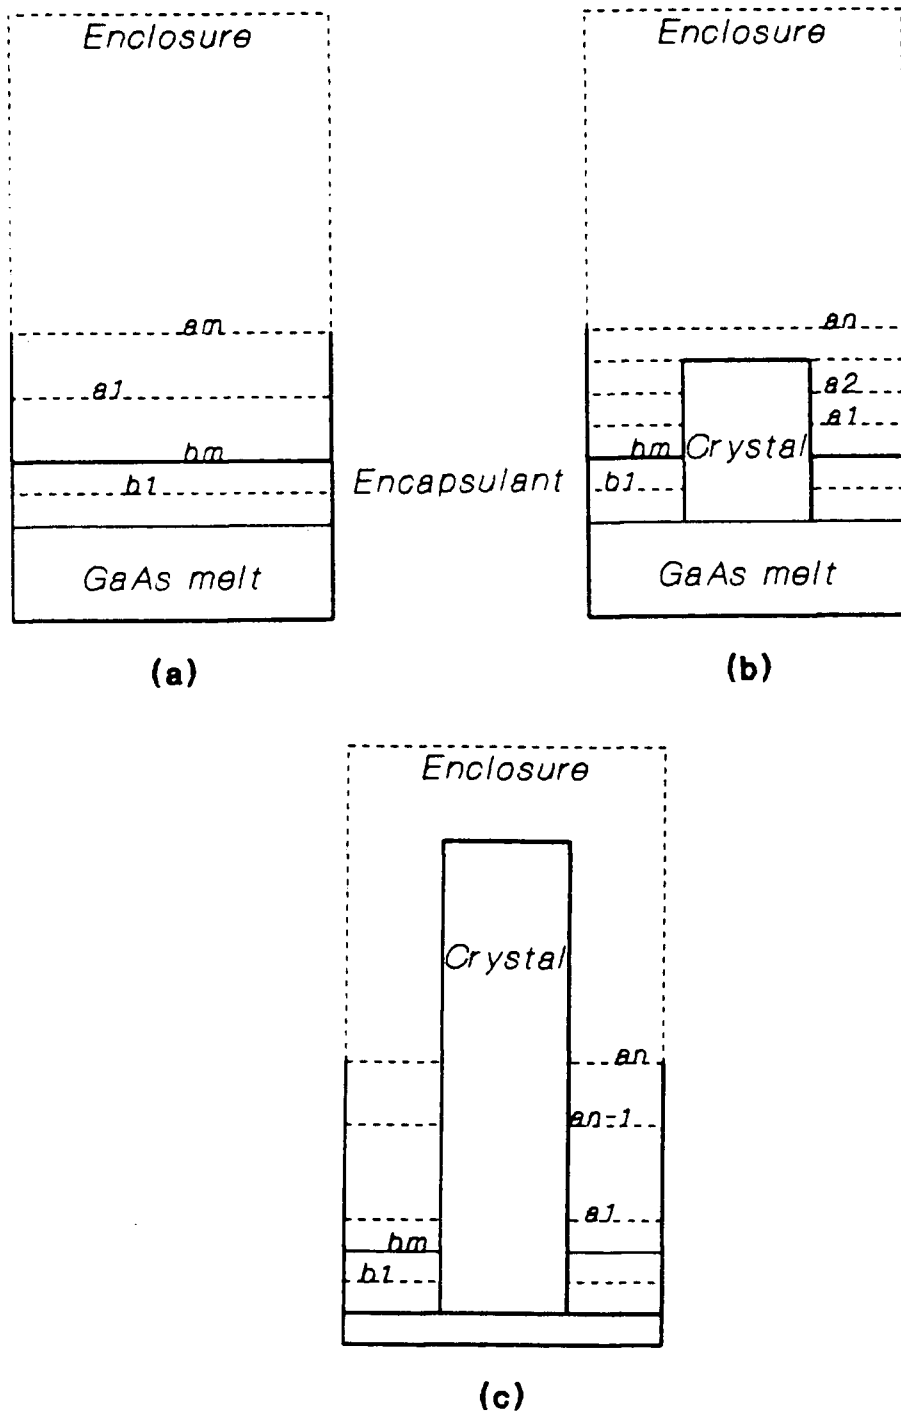 Enclosure
am
a1
bm
b1
GaAs melt
(a)
Encapsulant
Enclosure
an
a2
a1
bm
Crystal
b1
GaAs melt
(b)
Enclosure
Crystal
an
an-1
a1
bm
b1
(c)